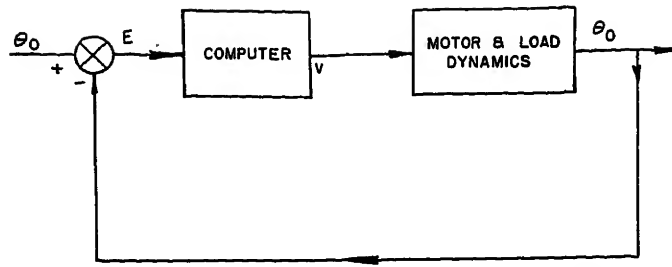 θ0
+
-
E
COMPUTER
V
MOTOR & LOAD
DYNAMICS
θ0